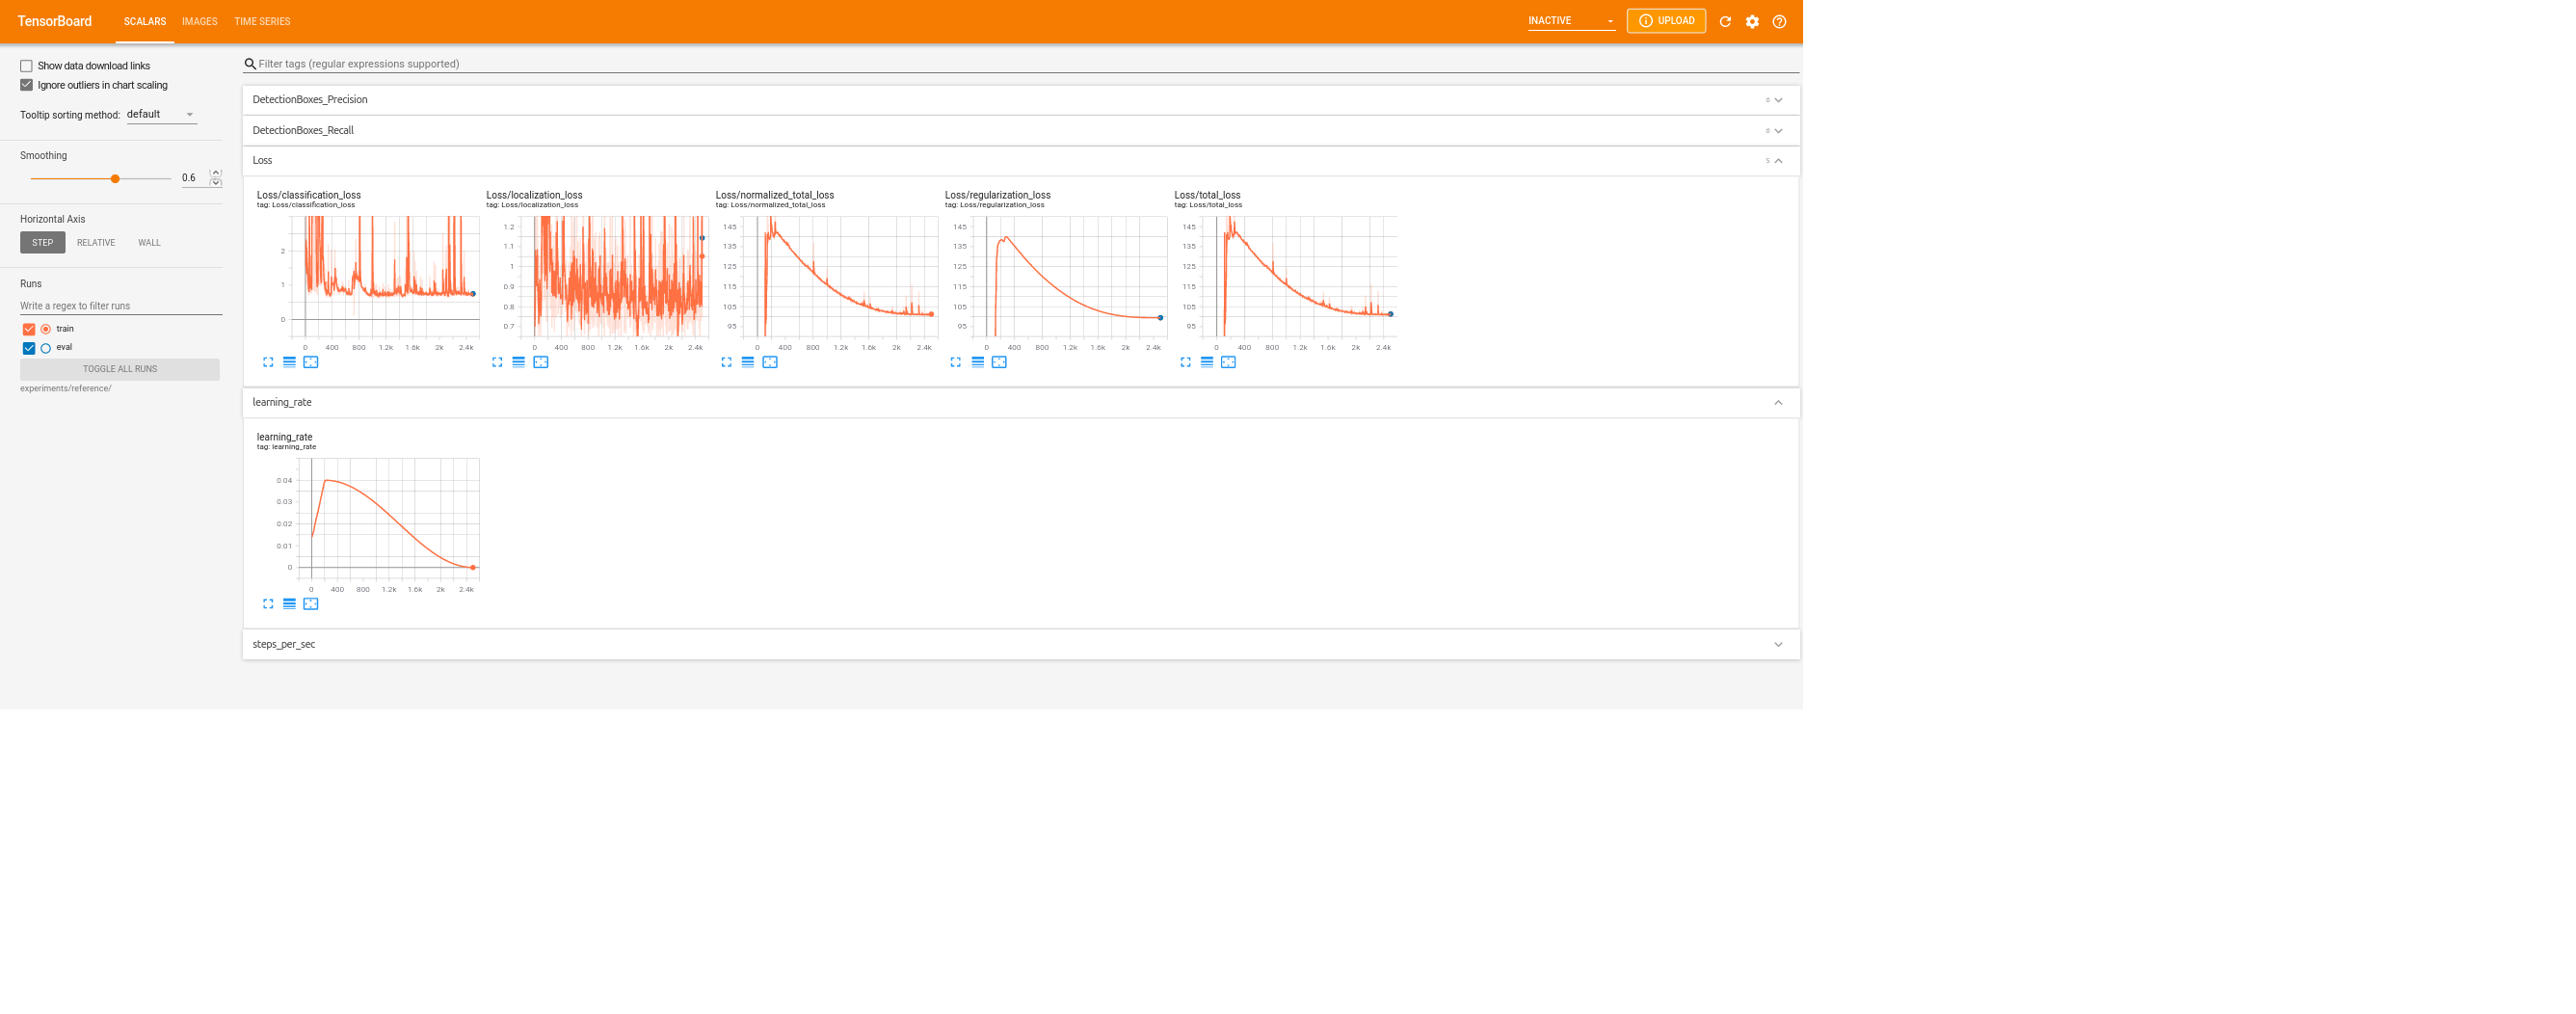 TensorBoard SCALARS IMAGES TIME SERIES INACTIVE UPLOAD
Show data download links
Ignore outliers in chart scaling
Tooltip sorting method: default
Smoothing
0.6
Horizontal Axis
STEP RELATIVE WALL
Runs
Write a regex to filter runs
train
eval
TOGGLE ALL RUNS
experiments/reference/
Filter tags (regular expressions supported)
DetectionBoxes_Precision
DetectionBoxes_Recall
Loss 5
Loss/classification_loss
tag: Loss/classification_loss
2
1
0
0 400 800 1.2k 1.6k 2k 2.4k
Loss/localization_loss
tag: Loss/localization_loss
1.2
1.1
1
0.9
0.8
0.7
0 400 800 1.2k 1.6k 2k 2.4k
Loss/normalized_total_loss
tag: Loss/normalized_total_loss
145
135
125
115
105
95
0 400 800 1.2k 1.6k 2k 2.4k
Loss/regularization_loss
tag: Loss/regularization_loss
145
135
125
115
105
95
0 400 800 1.2k 1.6k 2k 2.4k
Loss/total_loss
tag: Loss/total_loss
145
135
125
115
105
95
0 400 800 1.2k 1.6k 2k 2.4k
learning_rate
learning_rate
tag: learning_rate
0.04
0.03
0.02
0.01
0
0 400 800 1.2k 1.6k 2k 2.4k
steps_per_sec